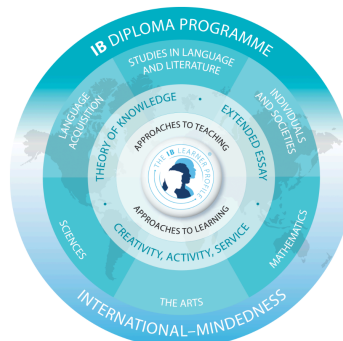 IB DIPLOMA PROGRAMME
STUDIES IN LANGUAGE
AND LITERATURE
LANGUAGE
ACQUISITION
INDIVIDUALS
AND SOCIETIES
THEORY OF KNOWLEDGE
EXTENDED ESSAY
APPROACHES TO TEACHING
THE IB LEARNER PROFILE
APPROACHES TO LEARNING
CREATIVITY, ACTIVITY, SERVICE
SCIENCES
MATHEMATICS
THE ARTS
INTERNATIONAL–MINDEDNESS